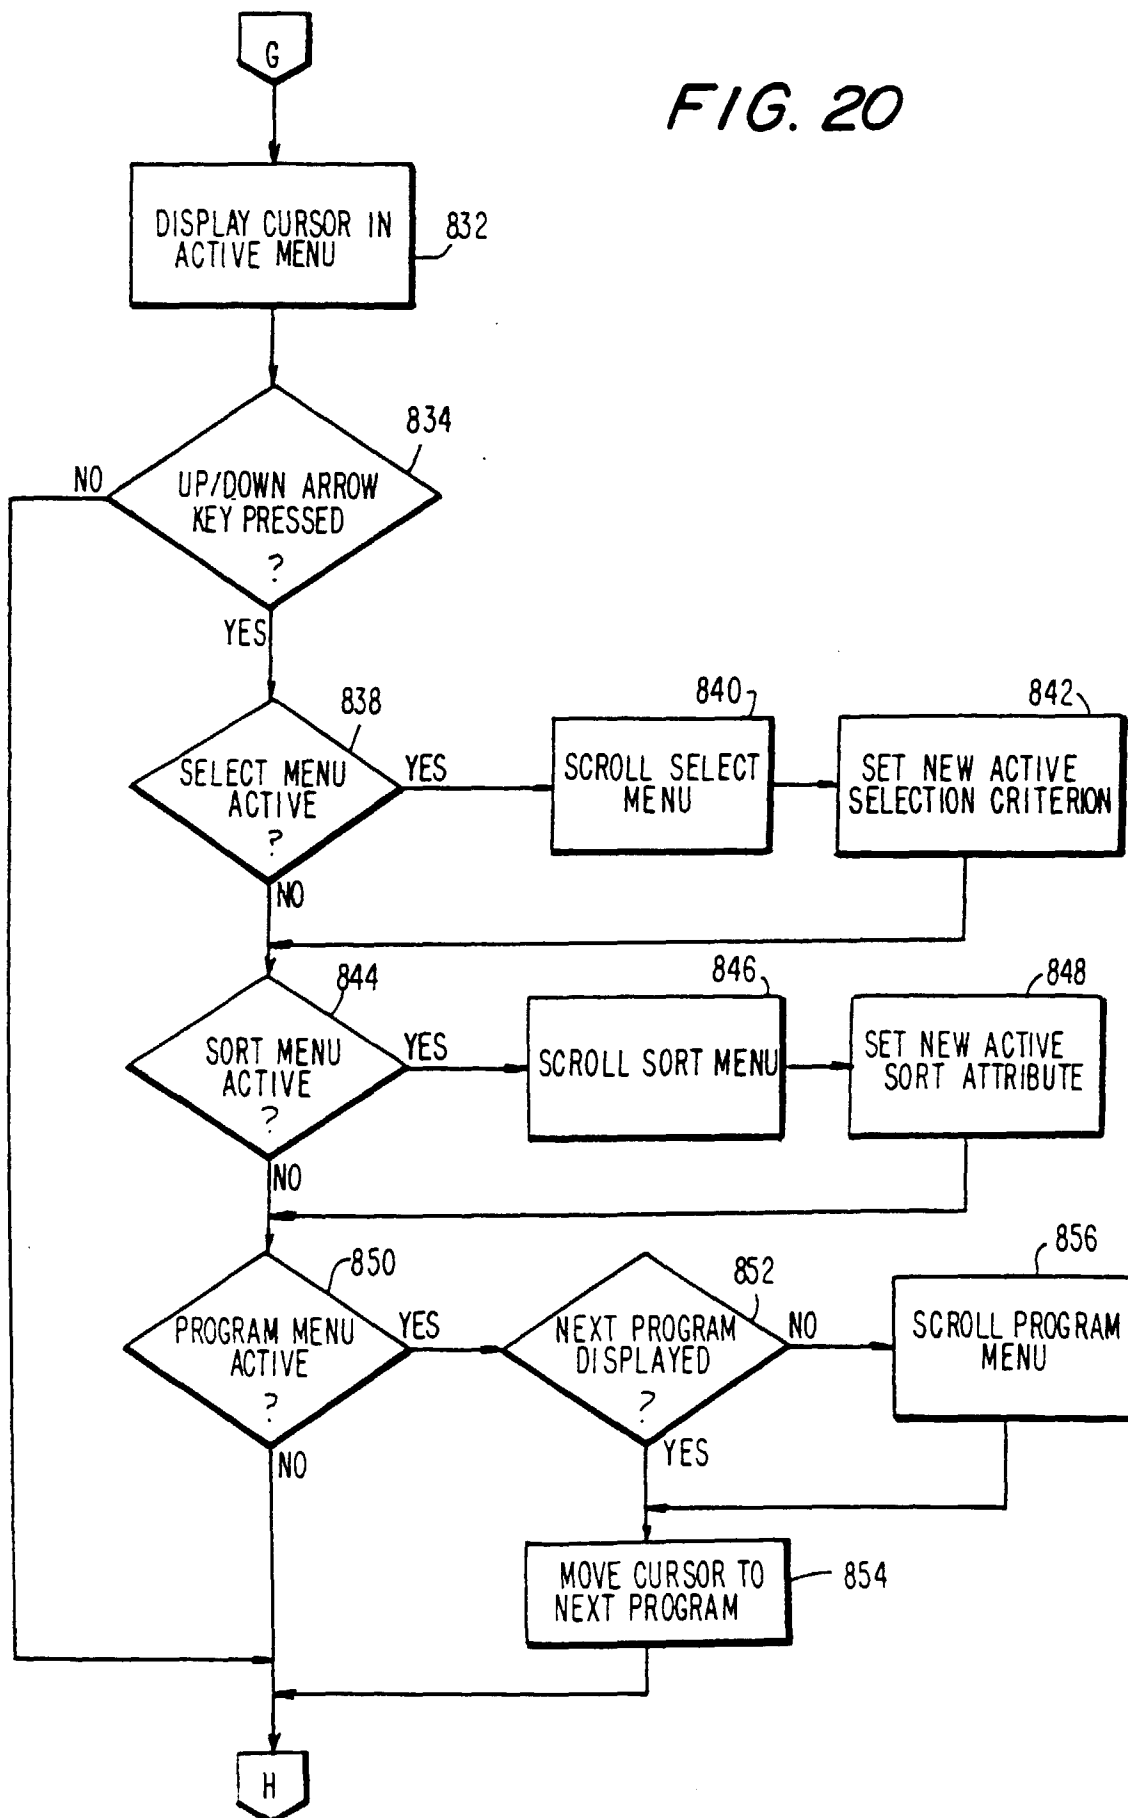 G
FIG. 20
DISPLAY CURSOR IN
ACTIVE MENU
832
834
NO
UP/DOWN ARROW
KEY PRESSED
?
YES
838
SELECT MENU
ACTIVE
?
YES
NO
840
SCROLL SELECT
MENU
842
SET NEW ACTIVE
SELECTION CRITERION
844
SORT MENU
ACTIVE
?
YES
NO
846
SCROLL SORT MENU
848
SET NEW ACTIVE
SORT ATTRIBUTE
850
PROGRAM MENU
ACTIVE
?
YES
NO
852
NEXT PROGRAM
DISPLAYED
?
NO
YES
856
SCROLL PROGRAM
MENU
MOVE CURSOR TO
NEXT PROGRAM
854
H